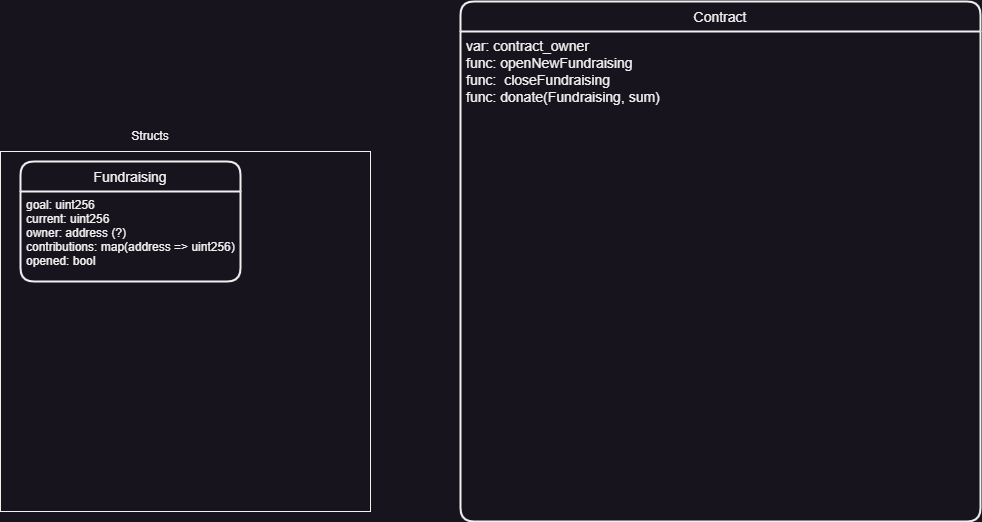 Structs
Fundraising
goal: uint256
current: uint256
owner: address (?)
contributions: map(address => uint256)
opened: bool
Contract
var: contract_owner
func: openNewFundraising
func:  closeFundraising
func: donate(Fundraising, sum)